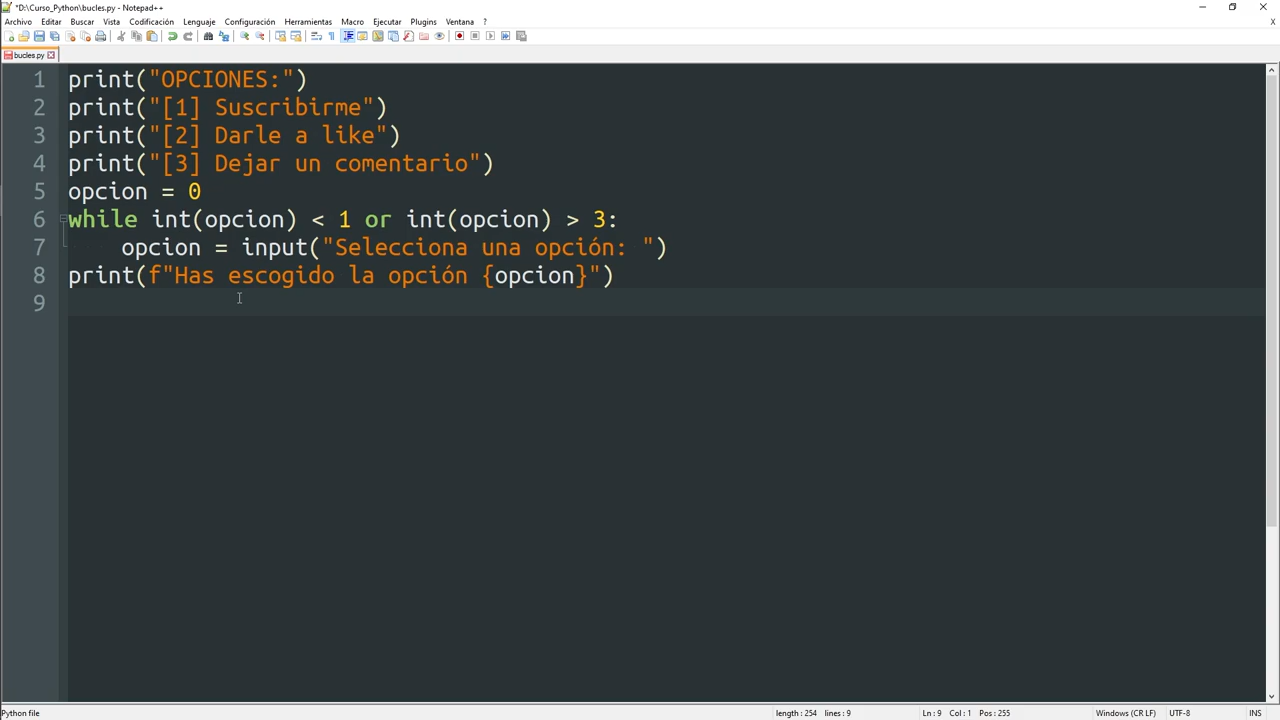 *D:\Curso_Python\bucles.py - Notepad++
Archivo Editar Buscar Vista Codificación Lenguaje Configuración Herramientas Macro Ejecutar Plugins Ventana ? X
bucles.py
1 print("OPCIONES:")
2 print("[1] Suscribirme")
3 print("[2] Darle a like")
4 print("[3] Dejar un comentario")
5 opcion = 0
6 while int(opcion) < 1 or int(opcion) > 3:
7 opcion = input("Selecciona una opción: ")
8 print(f"Has escogido la opción {opcion}")
9
Python file length : 254 lines : 9 Ln : 9 Col : 1 Pos : 255 Windows (CR LF) UTF-8 INS